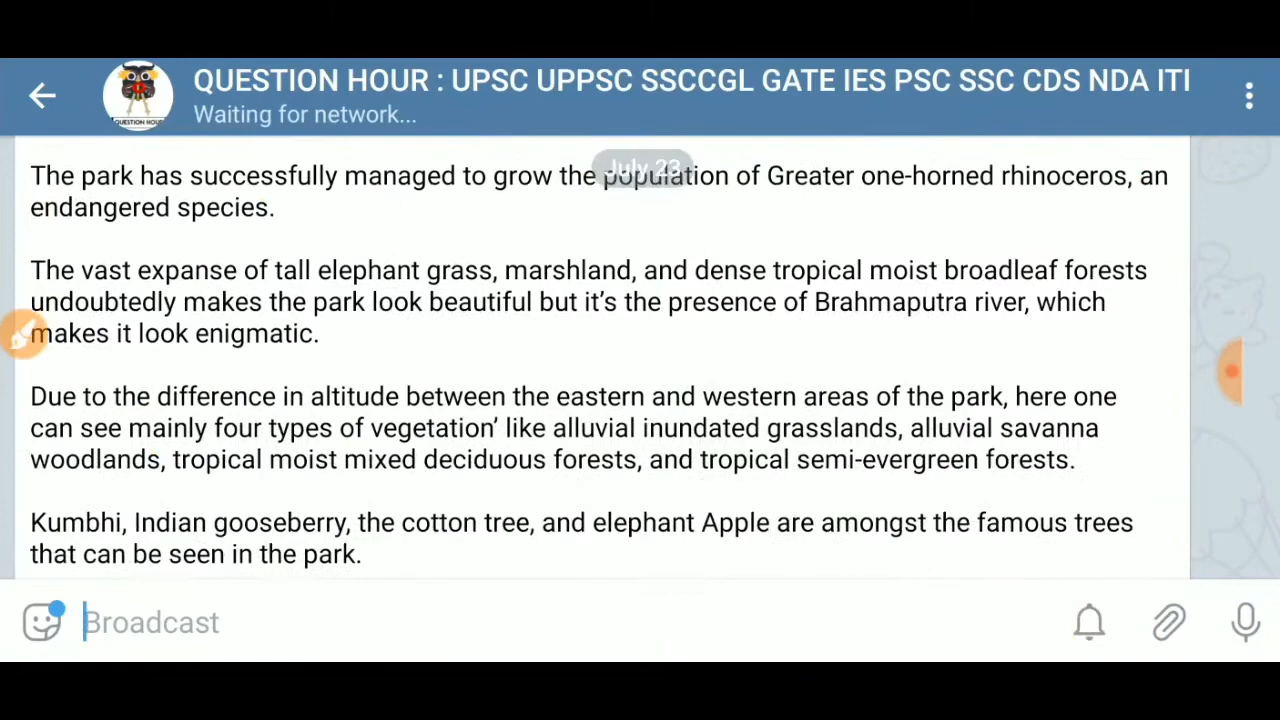 QUESTION HOUR : UPSC UPPSC SSCCGL GATE IES PSC SSC CDS NDA ITI
Waiting for network...
QUESTION HOUR
July 23
The park has successfully managed to grow the population of Greater one-horned rhinoceros, an
endangered species.
The vast expanse of tall elephant grass, marshland, and dense tropical moist broadleaf forests
undoubtedly makes the park look beautiful but it’s the presence of Brahmaputra river, which
makes it look enigmatic.
Due to the difference in altitude between the eastern and western areas of the park, here one
can see mainly four types of vegetation’ like alluvial inundated grasslands, alluvial savanna
woodlands, tropical moist mixed deciduous forests, and tropical semi-evergreen forests.
Kumbhi, Indian gooseberry, the cotton tree, and elephant Apple are amongst the famous trees
that can be seen in the park.
Broadcast